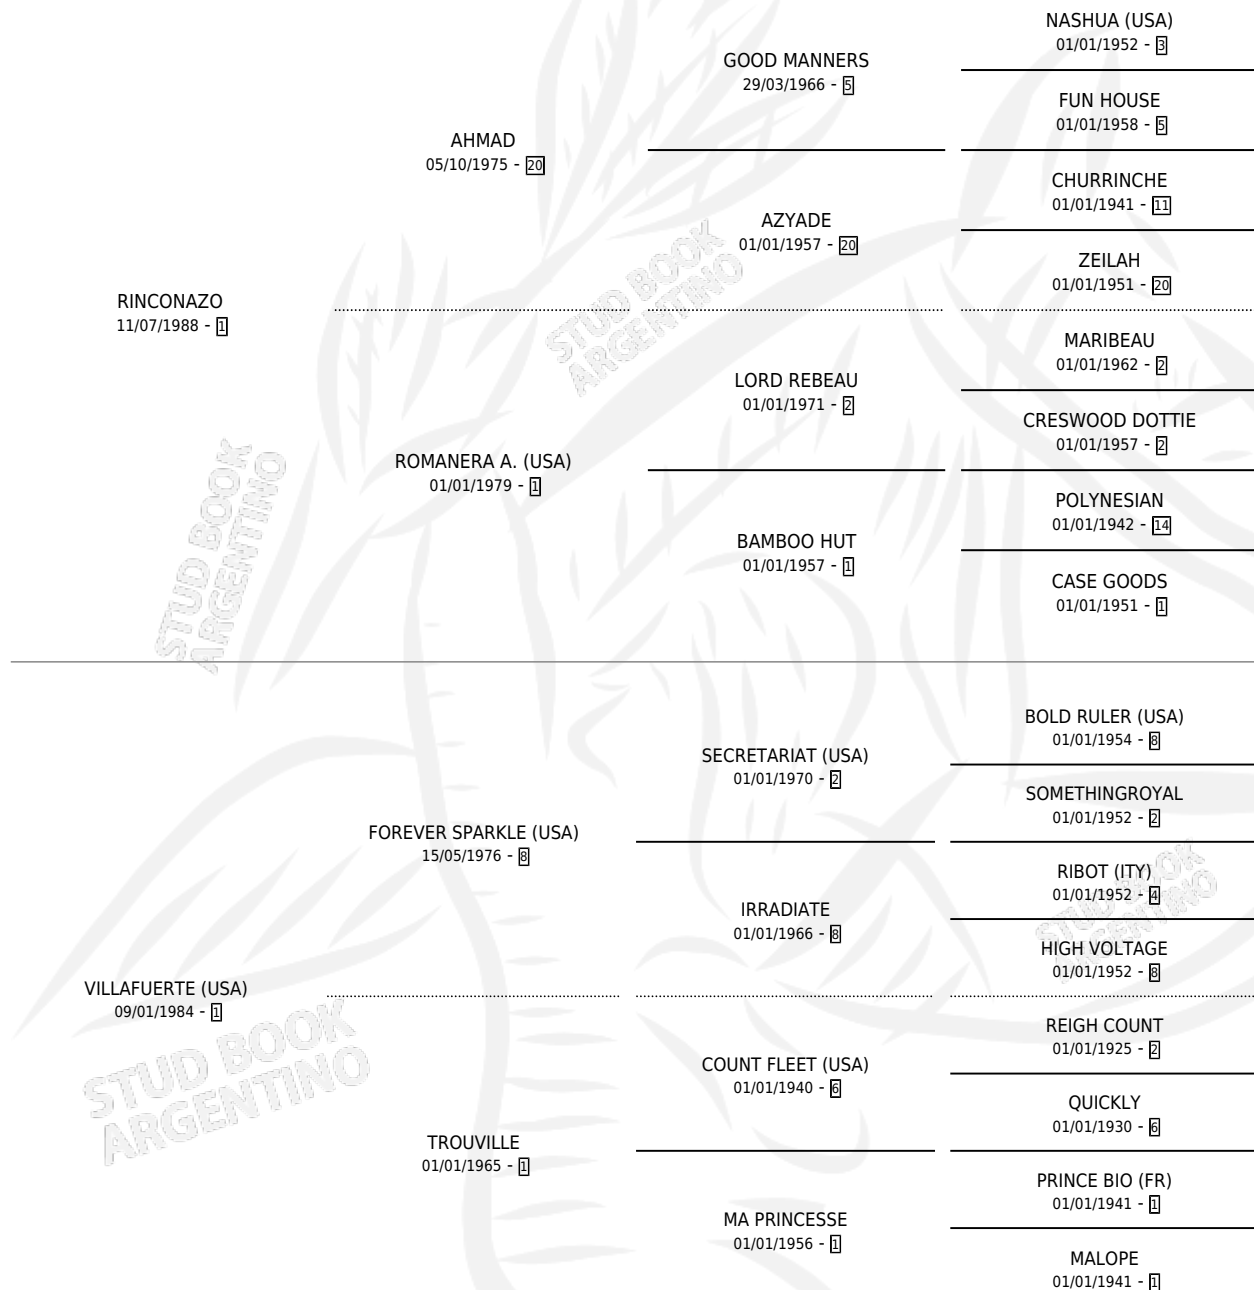 NASHUA (USA)
01/01/1952 - 3
GOOD MANNERS
29/03/1966 - 5
FUN HOUSE
01/01/1958 - 5
AHMAD
05/10/1975 - 20
CHURRINCHE
01/01/1941 - 11
AZYADE
01/01/1957 - 20
ZEILAH
01/01/1951 - 20
RINCONAZO
11/07/1988 - 1
STUD BOOK
ARGENTINO
MARIBEAU
01/01/1962 - 2
LORD REBEAU
01/01/1971 - 2
CRESWOOD DOTTIE
01/01/1957 - 2
ROMANERA A. (USA)
01/01/1979 - 1
POLYNESIAN
01/01/1942 - 14
BAMBOO HUT
01/01/1957 - 1
CASE GOODS
01/01/1951 - 1
STUD BOOK
ARGENTINO
BOLD RULER (USA)
01/01/1954 - 8
SECRETARIAT (USA)
01/01/1970 - 2
SOMETHINGROYAL
01/01/1952 - 2
FOREVER SPARKLE (USA)
15/05/1976 - 8
RIBOT (ITY)
01/01/1952 - 4
IRRADIATE
01/01/1966 - 8
STUD BOOK
ARGENTINO
HIGH VOLTAGE
01/01/1952 - 8
VILLAFUERTE (USA)
09/01/1984 - 1
REIGH COUNT
01/01/1925 - 2
STUD BOOK
ARGENTINO
COUNT FLEET (USA)
01/01/1940 - 6
QUICKLY
01/01/1930 - 6
TROUVILLE
01/01/1965 - 1
PRINCE BIO (FR)
01/01/1941 - 1
MA PRINCESSE
01/01/1956 - 1
MALOPE
01/01/1941 - 1